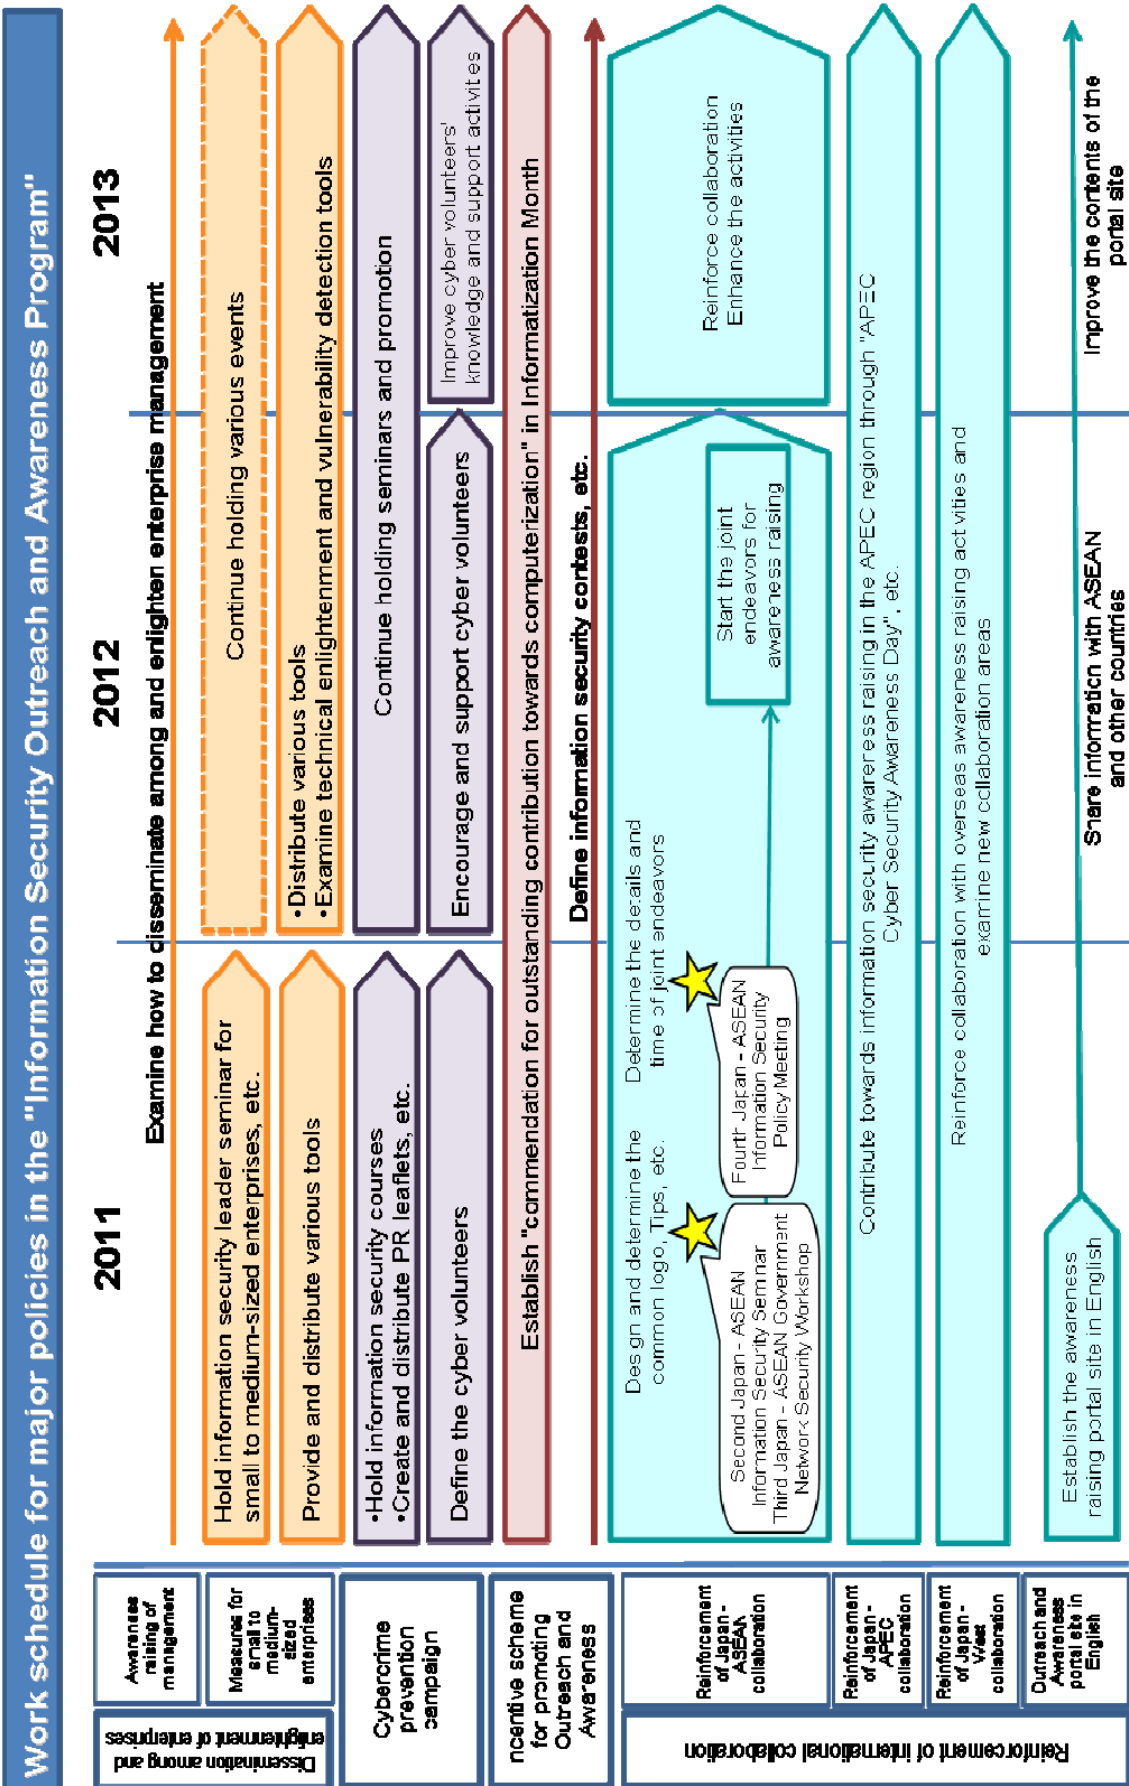 Work schedule for major policies in the "Information Security Outreach and Awareness Program"
2011
2012
2013
Dissemination among and
enlightenment of enterprises
Awareness
raising of
management
Examine how to disseminate among and enlighten enterprise management
Measures for
small to
medium-
sized
enterprises
Hold information security leader seminar for
small to medium-sized enterprises, etc.
Continue holding various events
Provide and distribute various tools
•Distribute various tools
•Examine technical enlightenment and vulnerability detection tools
Cybercrime
prevention
campaign
•Hold information security courses
•Create and distribute PR leaflets, etc.
Continue holding seminars and promotion
Define the cyber volunteers
Encourage and support cyber volunteers
Improve cyber volunteers'
knowledge and support activites
ncentive scheme
for promoting
Outreach and
Awareness
Establish "commendation for outstanding contribution towards computerization" in Informatization Month
Define information security contests, etc.
Reinforcement of international
collaboration
Reinforcement
of Japan -
ASEAN
collaboration
Design and determine the
common logo, Tips, etc.
Determine the details and
time of joint endeavors
Second Japan - ASEAN
Information Security Seminar
Third Japan - ASEAN Government
Network Security Workshop
Fourth Japan - ASEAN
Information Security
Policy Meeting
Start the joint
endeavors for
awareness raising
Reinforce collaboration
Enhance the activities
Reinforcement
of Japan -
APEC
collaboration
Contribute towards information security awareness raising in the APEC region through "APEC
Cyber Security Awareness Day", etc.
Reinforcement
of Japan -
West
collaboration
Reinforce collaboration with overseas awareness raising activities and
examine new collaboration areas
Outreach and
Awareness
portal site in
English
Establish the awareness
raising portal site in English
Share information with ASEAN
and other countries
Improve the contents of the
portal site